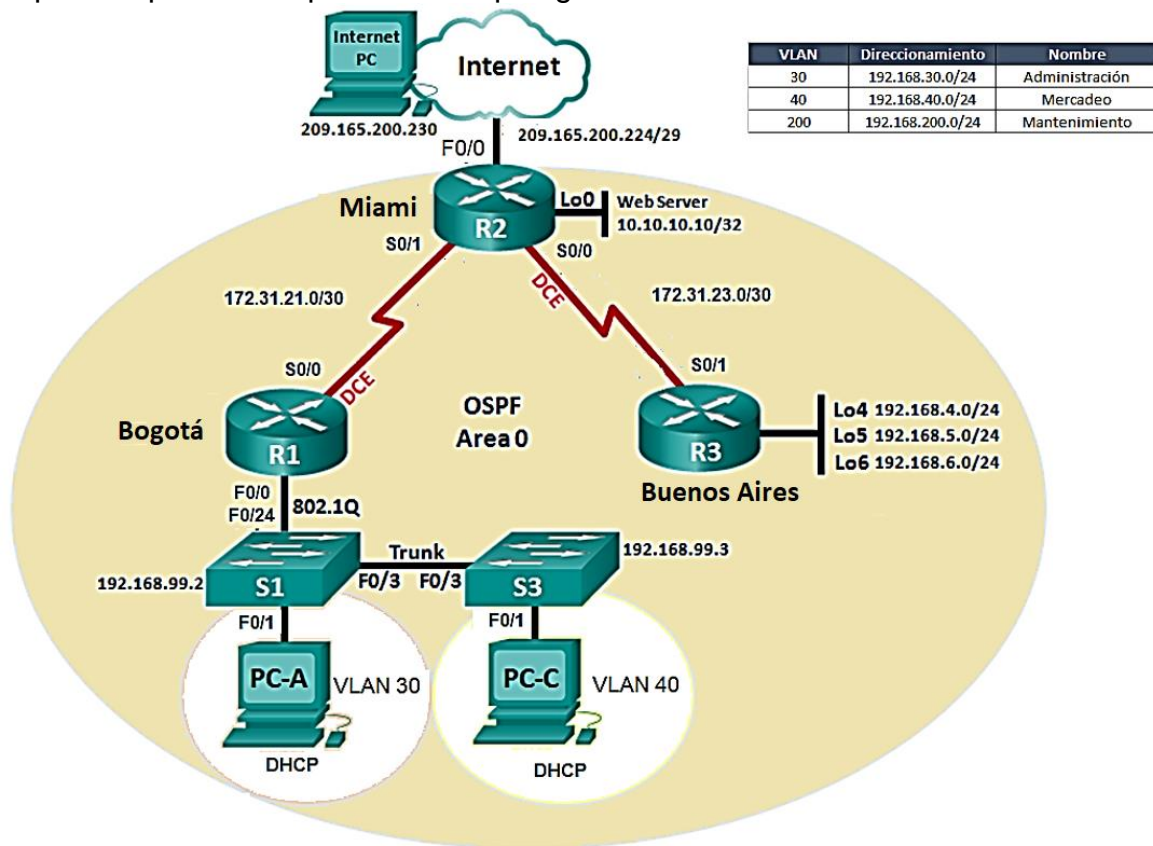 Internet
PC
Internet
209.165.200.230
209.165.200.224/29
F0/0
VLAN Direccionamiento Nombre
30 192.168.30.0/24 Administración
40 192.168.40.0/24 Mercadeo
200 192.168.200.0/24 Mantenimiento
Miami
R2
Lo0
Web Server
10.10.10.10/32
S0/1
S0/0
DCE
172.31.21.0/30
172.31.23.0/30
S0/0
DCE
S0/1
Bogotá
R1
OSPF
Area 0
R3
Buenos Aires
Lo4 192.168.4.0/24
Lo5 192.168.5.0/24
Lo6 192.168.6.0/24
F0/0
F0/24
802.1Q
192.168.99.2
S1
Trunk
F0/3 F0/3
S3
192.168.99.3
F0/1
F0/1
PC-A
VLAN 30
PC-C
VLAN 40
DHCP
DHCP